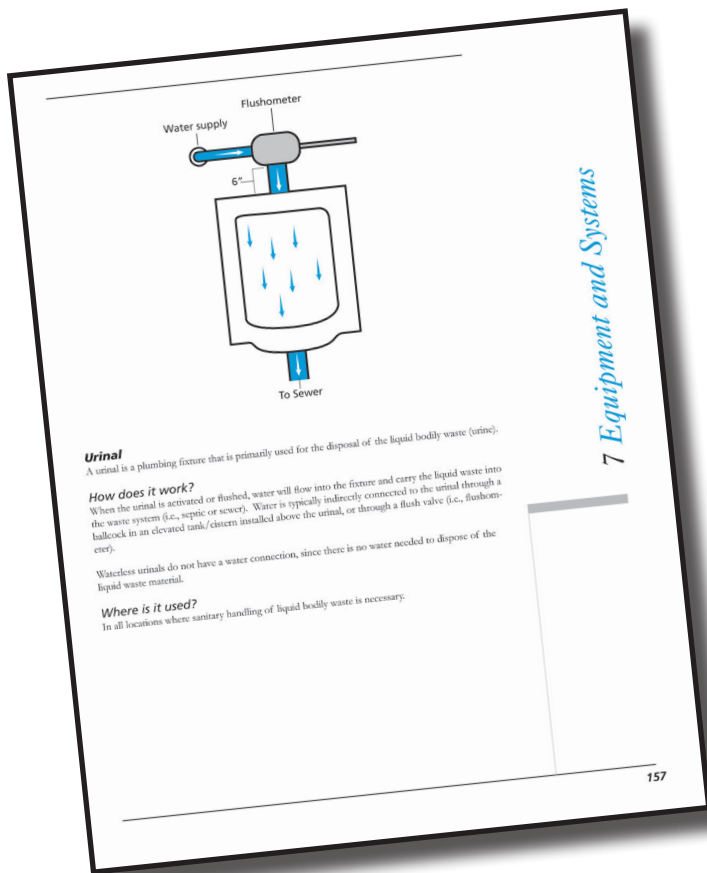 Flushometer
Water supply
6"
To Sewer
Urinal
A urinal is a plumbing fixture that is primarily used for the disposal of the liquid bodily waste (urine).
How does it work?
When the urinal is activated or flushed, water will flow into the fixture and carry the liquid waste into
the waste system (i.e., septic or sewer). Water is typically indirectly connected to the urinal through a
ballcock in an elevated tank/cistern installed above the urinal, or through a flush valve (i.e., flushom-
eter).
Waterless urinals do not have a water connection, since there is no water needed to dispose of the
liquid waste material.
Where is it used?
In all locations where sanitary handling of liquid bodily waste is necessary.
7 Equipment and Systems
157